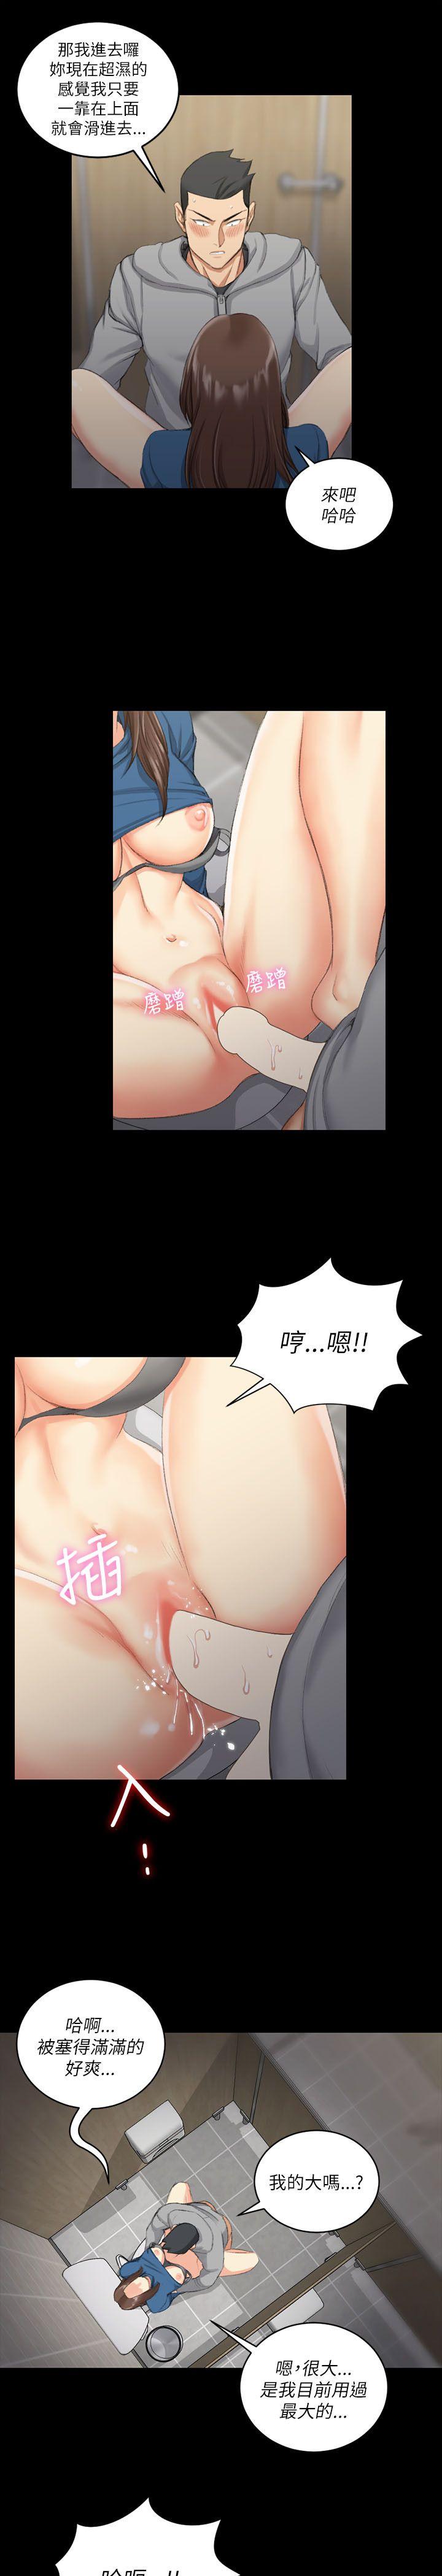 那我進去囉
妳現在超濕的
感覺我只要
一靠在上面
就會滑進去...
來吧
哈哈
磨蹭
磨蹭
哼...嗯!!
插
入
!
哈啊...
被塞得滿滿的
好爽...
我的大嗎...?
嗯，很大...
是我目前用過
最大的...